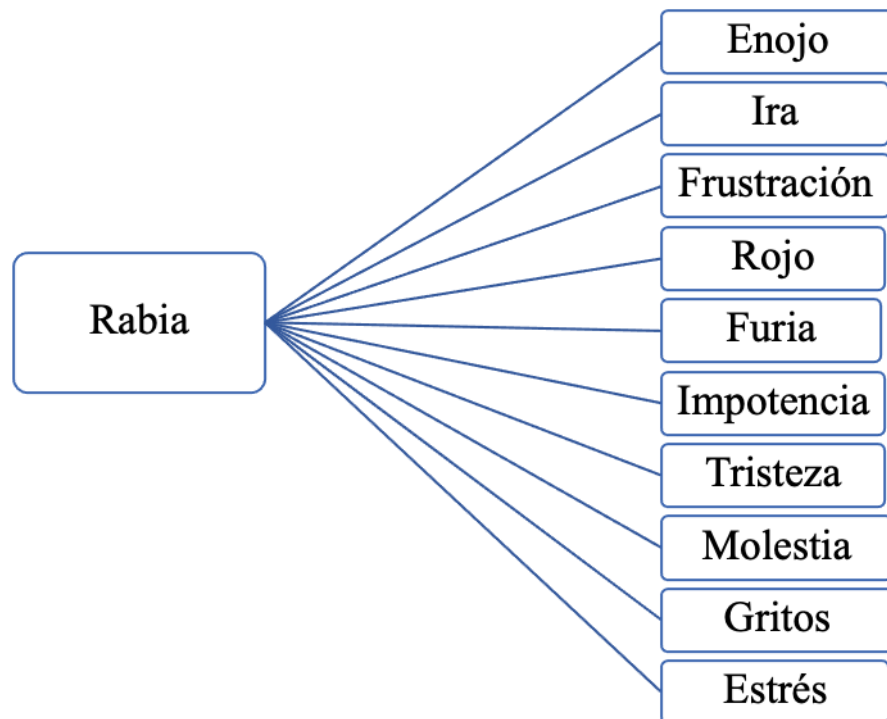 Enojo
Ira
Frustración
Rojo
Rabia
Furia
Impotencia
Tristeza
Molestia
Gritos
Estrés